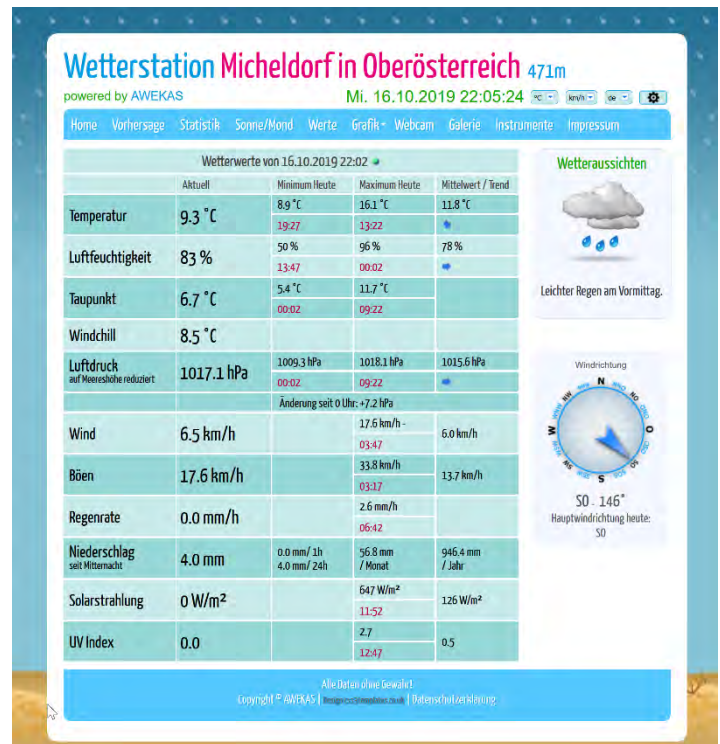 Wetterstation Micheldorf in Oberösterreich 471m
powered by AWEKAS Mi. 16.10.2019 22:05:24 °C km/h de
Home Vorhersage Statistik Sonne/Mond Werte Grafik Webcam Galerie Instrumente Impressum
Wetterwerte von 16.10.2019 22:02
Aktuell Minimum Heute Maximum Heute Mittelwert / Trend
Temperatur 9.3 °C 8.9 °C 16.1 °C 11.8 °C
19:27 13:22
Luftfeuchtigkeit 83 % 50 % 96 % 78 %
13:47 00:02
Taupunkt 6.7 °C 5.4 °C 11.7 °C
00:02 09:22
Windchill 8.5 °C
Luftdruck 1017.1 hPa 1009.3 hPa 1018.1 hPa 1015.6 hPa
auf Meereshöhe reduziert 00:02 09:22
Änderung seit 0 Uhr: +7.2 hPa
Wind 6.5 km/h 17.6 km/h - 6.0 km/h
03:47
Böen 17.6 km/h 33.8 km/h 13.7 km/h
03:17
Regenrate 0.0 mm/h 2.6 mm/h
06:42
Niederschlag 4.0 mm 0.0 mm/ 1h 56.8 mm 946.4 mm
seit Mitternacht 4.0 mm/ 24h / Monat / Jahr
Solarstrahlung 0 W/m² 647 W/m² 126 W/m²
11:52
UV Index 0.0 2.7 0.5
12:47
Wetteraussichten
Leichter Regen am Vormittag.
Windrichtung
N
NW NO
W O
SW SO
S
SO - 146°
Hauptwindrichtung heute:
SO
Alle Daten ohne Gewähr!
Copyright © AWEKAS | | Datenschutzerklärung